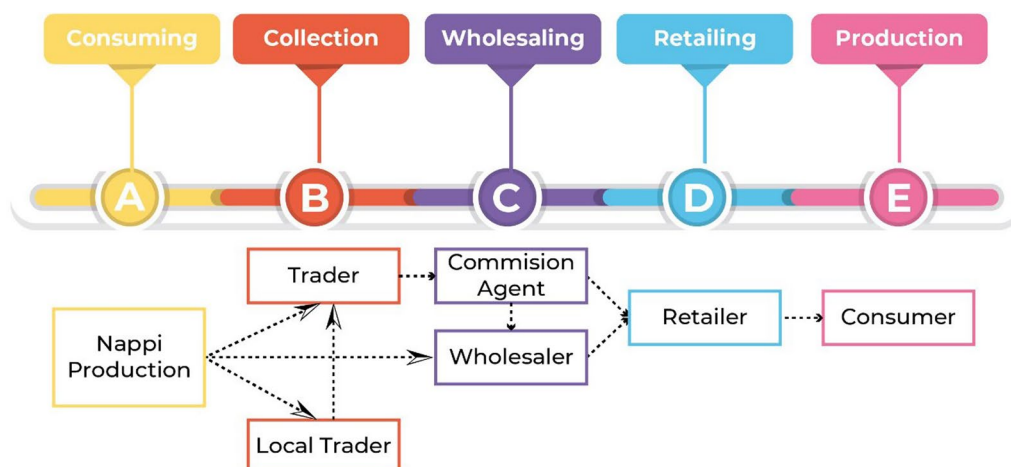 Consuming
Collection
Wholesaling
Retailing
Production
A
B
C
D
E
Trader
Commision
Agent
Nappi
Production
Wholesaler
Retailer
Consumer
Local Trader